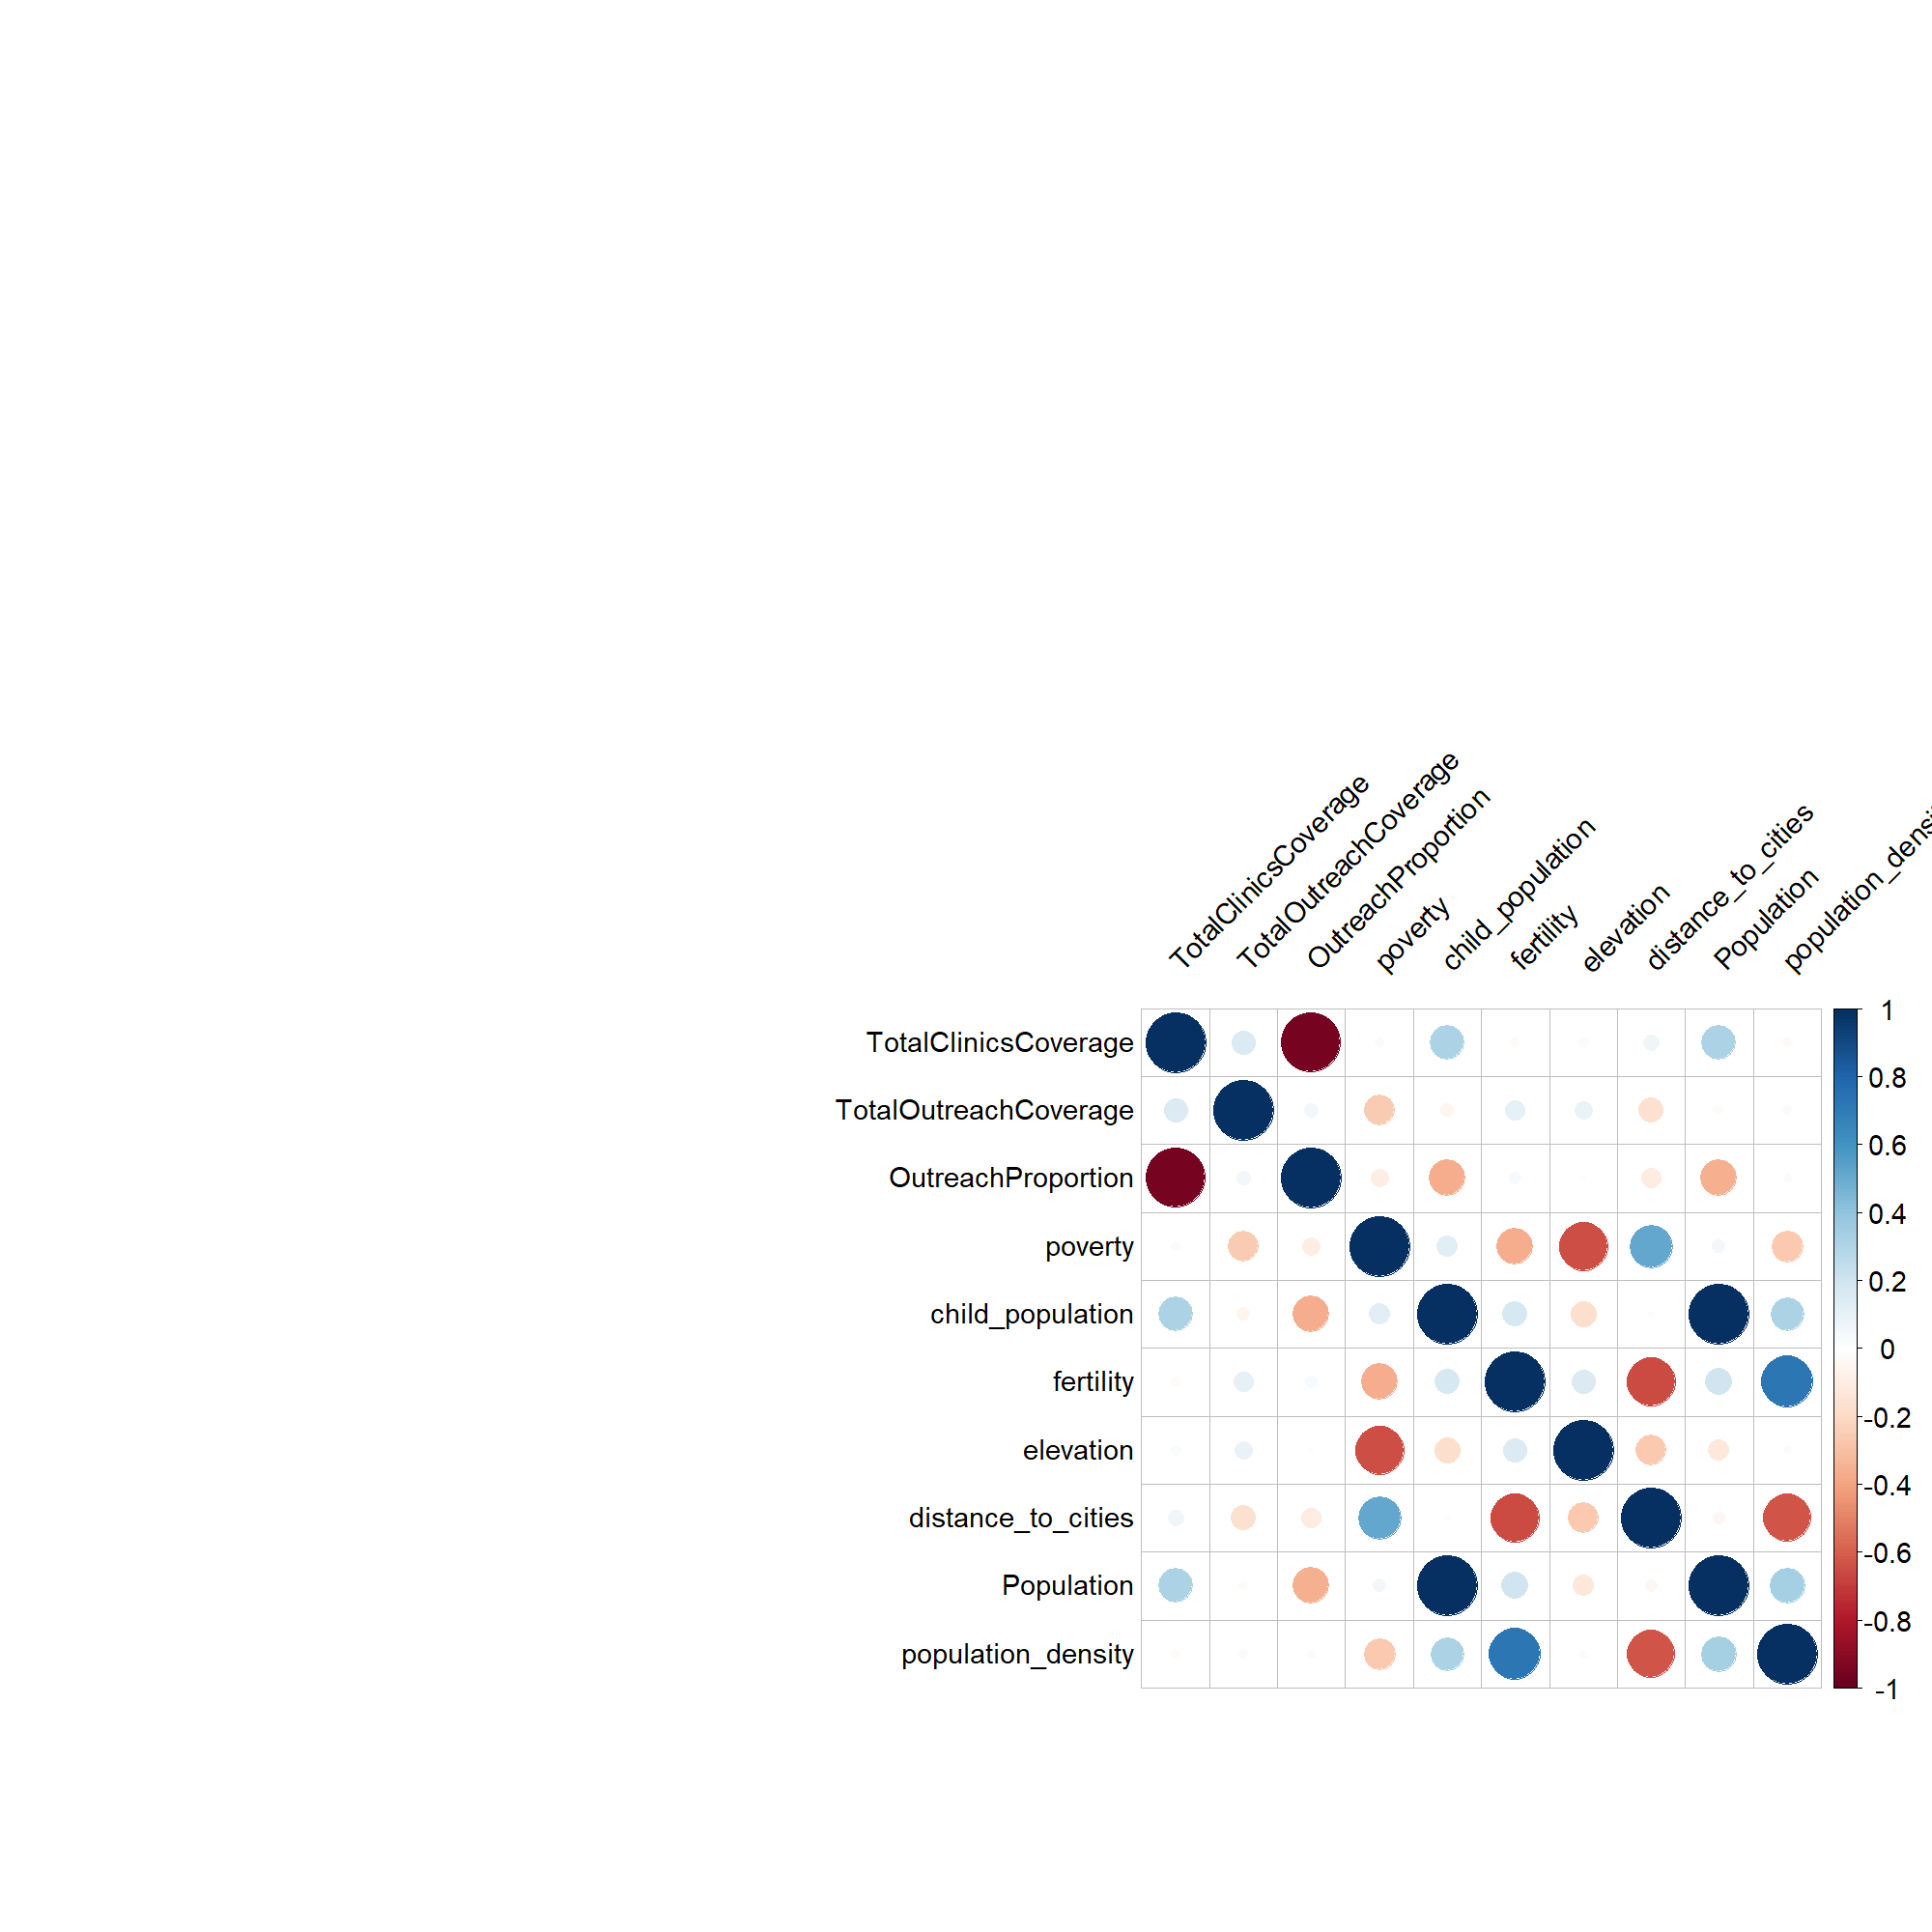 TotalClinicsCoverage
TotalOutreachCoverage
OutreachProportion
poverty
child_population
fertility
elevation
distance_to_cities
Population
population_densi
TotalClinicsCoverage
TotalOutreachCoverage
OutreachProportion
poverty
child_population
fertility
elevation
distance_to_cities
Population
population_density
1
0.8
0.6
0.4
0.2
0
-0.2
-0.4
-0.6
-0.8
-1